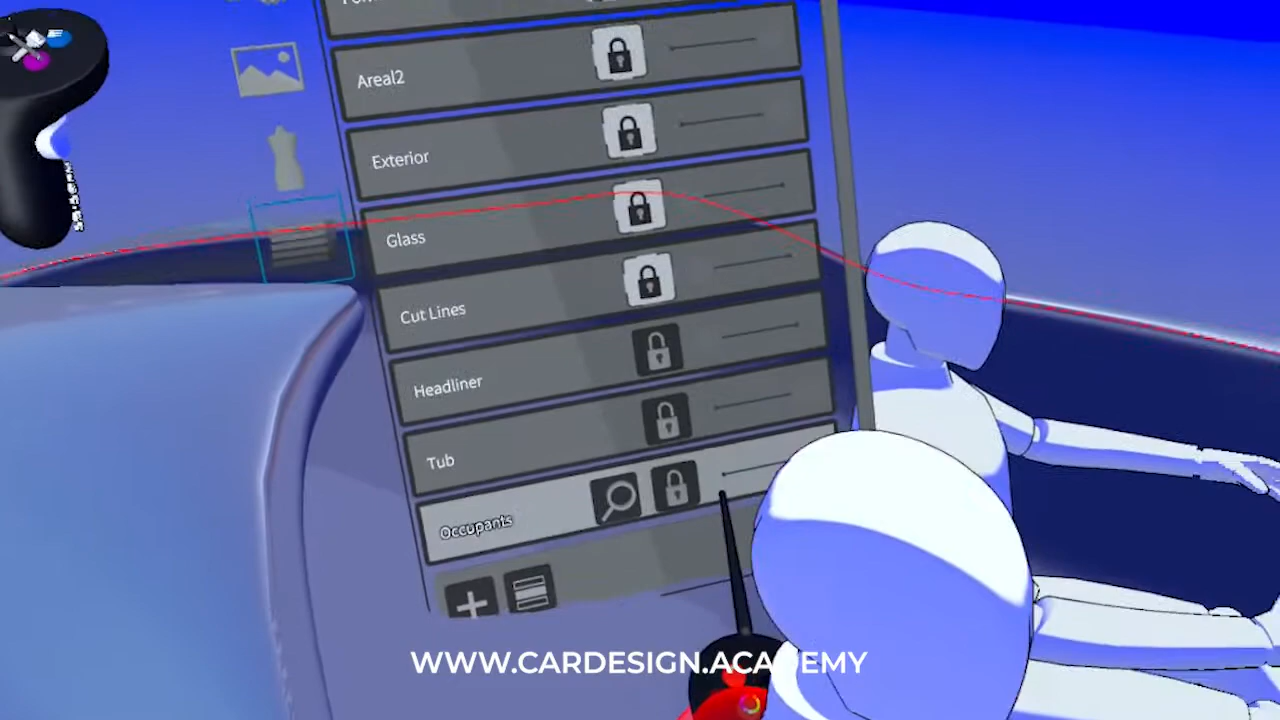 Areal2
Exterior
Glass
Cut Lines
Headliner
Tub
Occupants
WWW.CARDESIGN.ACADEMY